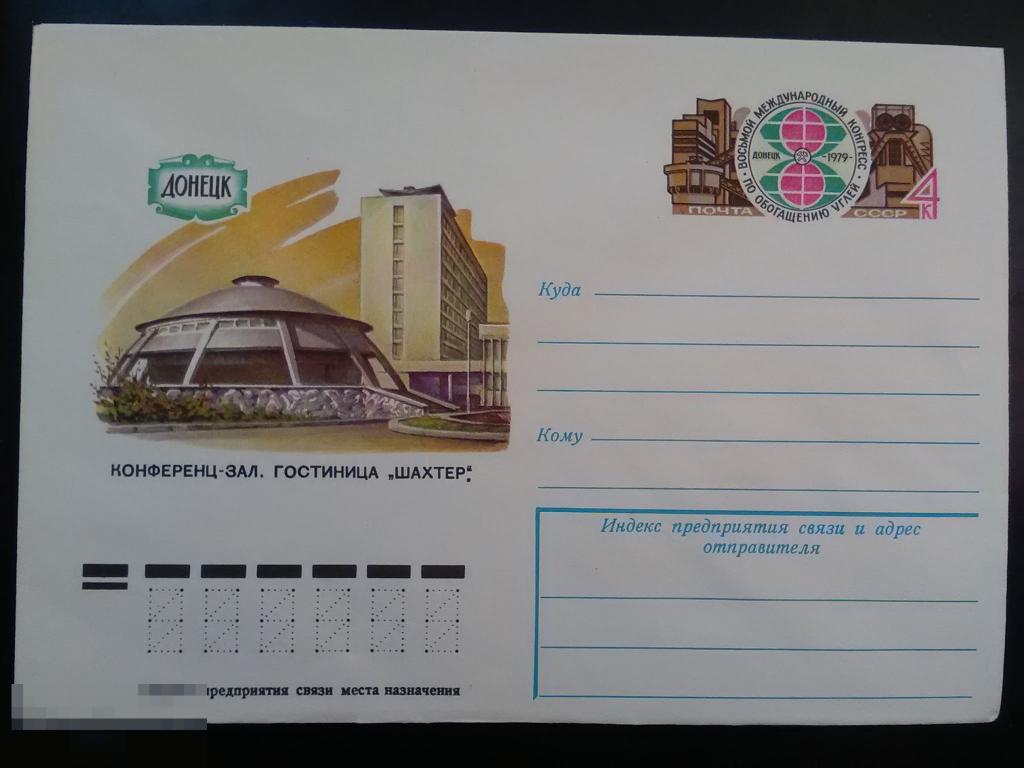 ДОНЕЦК
КОНФЕРЕНЦ-ЗАЛ. ГОСТИНИЦА „ШАХТЕР“.
ВОСЬМОЙ МЕЖДУНАРОДНЫЙ КОНГРЕСС
ДОНЕЦК -1979-
• ПО ОБОГАЩЕНИЮ УГЛЕЙ •
ПОЧТА СССР
4
К
Куда
Кому
Индекс предприятия связи и адрес
отправителя
предприятия связи места назначения